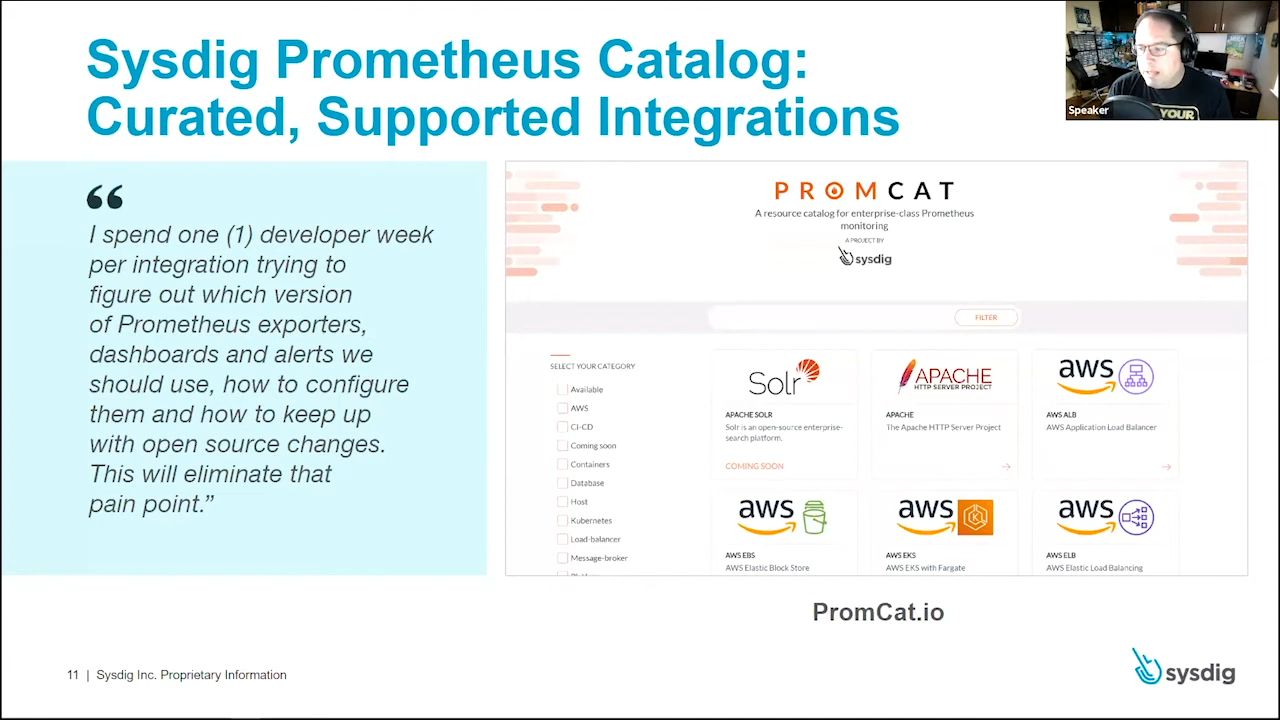 Sysdig Prometheus Catalog:
Curated, Supported Integrations
Speaker
YOUR
“
I spend one (1) developer week
per integration trying to
figure out which version
of Prometheus exporters,
dashboards and alerts we
should use, how to configure
them and how to keep up
with open source changes.
This will eliminate that
pain point.”
PROMCAT
A resource catalog for enterprise-class Prometheus
monitoring
A PROJECT BY
sysdig
FILTER
SELECT YOUR CATEGORY
Available
AWS
CI-CD
Coming soon
Containers
Database
Host
Kubernetes
Load-balancer
Message-broker
Solr
APACHE SOLR
Solr is an open-source enterprise-
search platform.
COMING SOON
APACHE
HTTP SERVER PROJECT
APACHE
The Apache HTTP Server Project
aws
AWS ALB
AWS Application Load Balancer
aws
AWS EBS
AWS Elastic Block Store
aws
K
AWS EKS
AWS EKS with Fargate
aws
AWS ELB
AWS Elastic Load Balancing
PromCat.io
11 | Sysdig Inc. Proprietary Information
sysdig